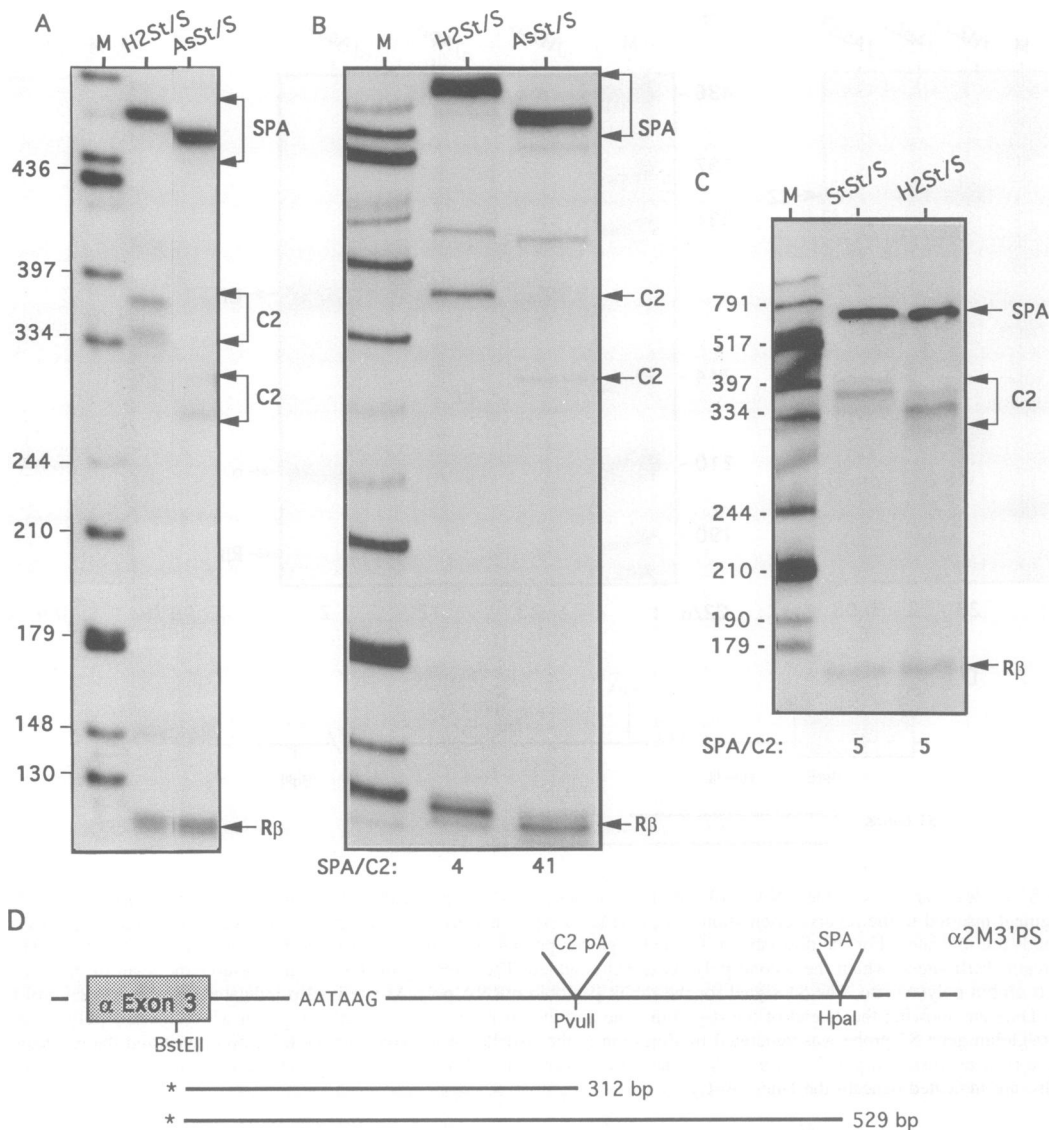 A
M H2St/S AsSt/S
SPA
436
397
C2
334
C2
244
210
179
148
130
Rβ
B
M H2St/S AsSt/S
SPA
C2
C2
Rβ
SPA/C2: 4 41
C
M StSt/S H2St/S
791
SPA
517
397
C2
334
244
210
190
179
Rβ
SPA/C2: 5 5
D
C2 pA SPA α2M3'PS
α Exon 3 AATAAG
BstEII PvuII HpaI
* 312 bp
* 529 bp